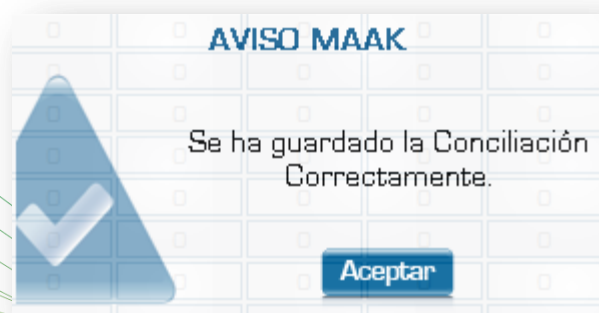 AVISO MAAK
Se ha guardado la Conciliación
Correctamente.
Aceptar